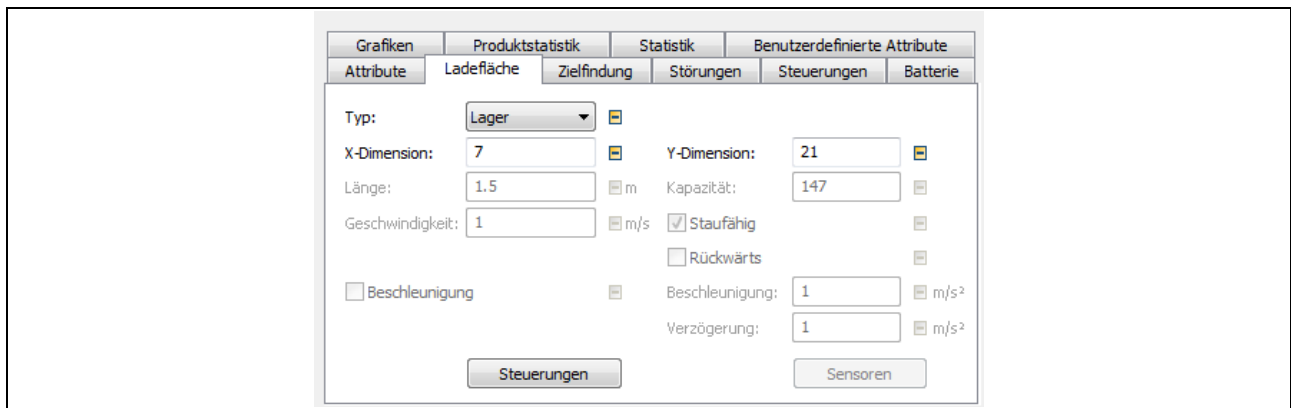 Grafiken Produktstatistik Statistik Benutzerdefinierte Attribute
Attribute Ladefläche Zielfindung Störungen Steuerungen Batterie
Typ: Lager
X-Dimension: 7 Y-Dimension: 21
Länge: 1.5 m Kapazität: 147
Geschwindigkeit: 1 m/s Staufähig
Rückwärts
Beschleunigung Beschleunigung: 1 m/s²
Verzögerung: 1 m/s²
Steuerungen Sensoren